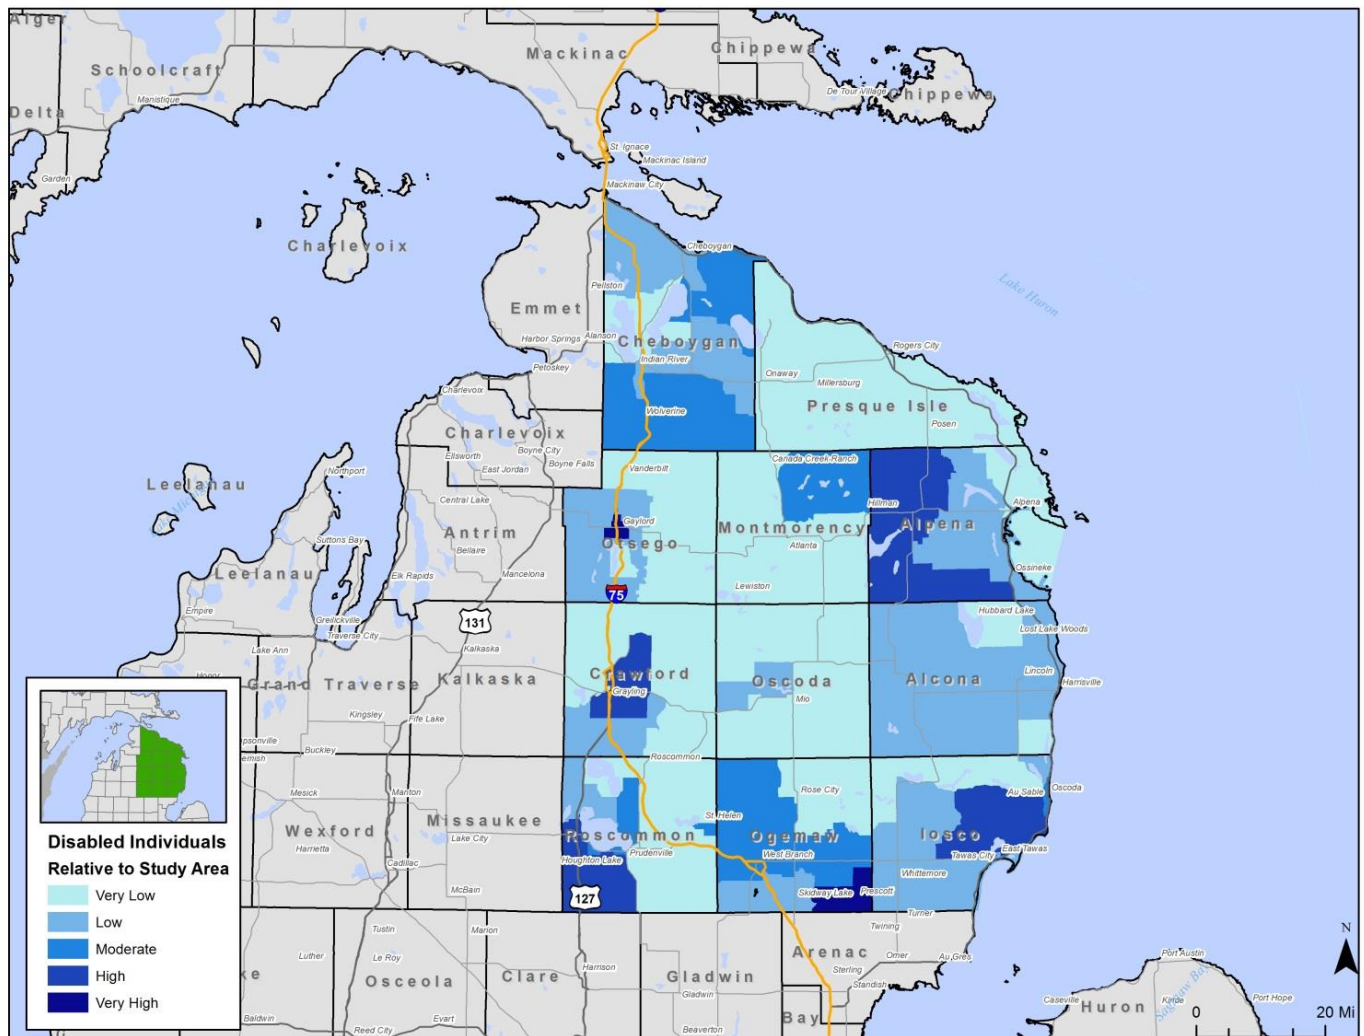 Alger
Mackinac
Chippewa
Schoolcraft
Manistique
De Tour Village
Chippewa
Delta
St. Ignace
Mackinac Island
Garden
Mackinaw City
Charlevoix
Cheboygan
Lake Huron
Pellston
Emmet
Harbor Springs
Alanson
Cheboygan
Indian River
Rogers City
Petoskey
Onaway
Millersburg
Charlevoix
Presque Isle
Wolverine
Posen
Charlevoix
Boyne City
Ellsworth
East Jordan
Boyne Falls
Vanderbilt
Canada Creek Ranch
Northport
Leelanau
Central Lake
Hillman
Alpena
Gaylord
Montmorency
Alpena
Antrim
Otsego
Suttons Bay
Bellaire
Atlanta
Leelanau
Elk Rapids
Mancelona
Lewiston
Ossineke
75
Empire
Greilickville
131
Hubbard Lake
Traverse City
Lost Lake Woods
Lake Ann
Kalkaska
Crawford
Oscoda
Alcona
Lincoln
Harrisville
Grand Traverse
Kalkaska
Grayling
Mio
Kingsley
Fife Lake
Buckley
Roscommon
Mesick
Manton
Rose City
Au Sable
Oscoda
Wexford
Missaukee
St. Helen
Harrietta
Lake City
Roscommon
Ogemaw
Iosco
Cadillac
Houghton Lake
Prudenville
West Branch
Tawas City
East Tawas
McBain
127
Skidway Lake
Prescott
Whittemore
Turner
Tustin
Marion
Twining
Luther
Le Roy
Harrison
Arenac
Omer
Au Gres
Sterling
Standish
Osceola
Clare
Gladwin
Gladwin
Port Austin
Caseville
Kinde
Port Hope
Huron
Saginaw Bay
Baldwin
Reed City
Evart
Beaverton
Bay
Disabled Individuals
Relative to Study Area
Very Low
Low
Moderate
High
Very High
N
0 20 Mi